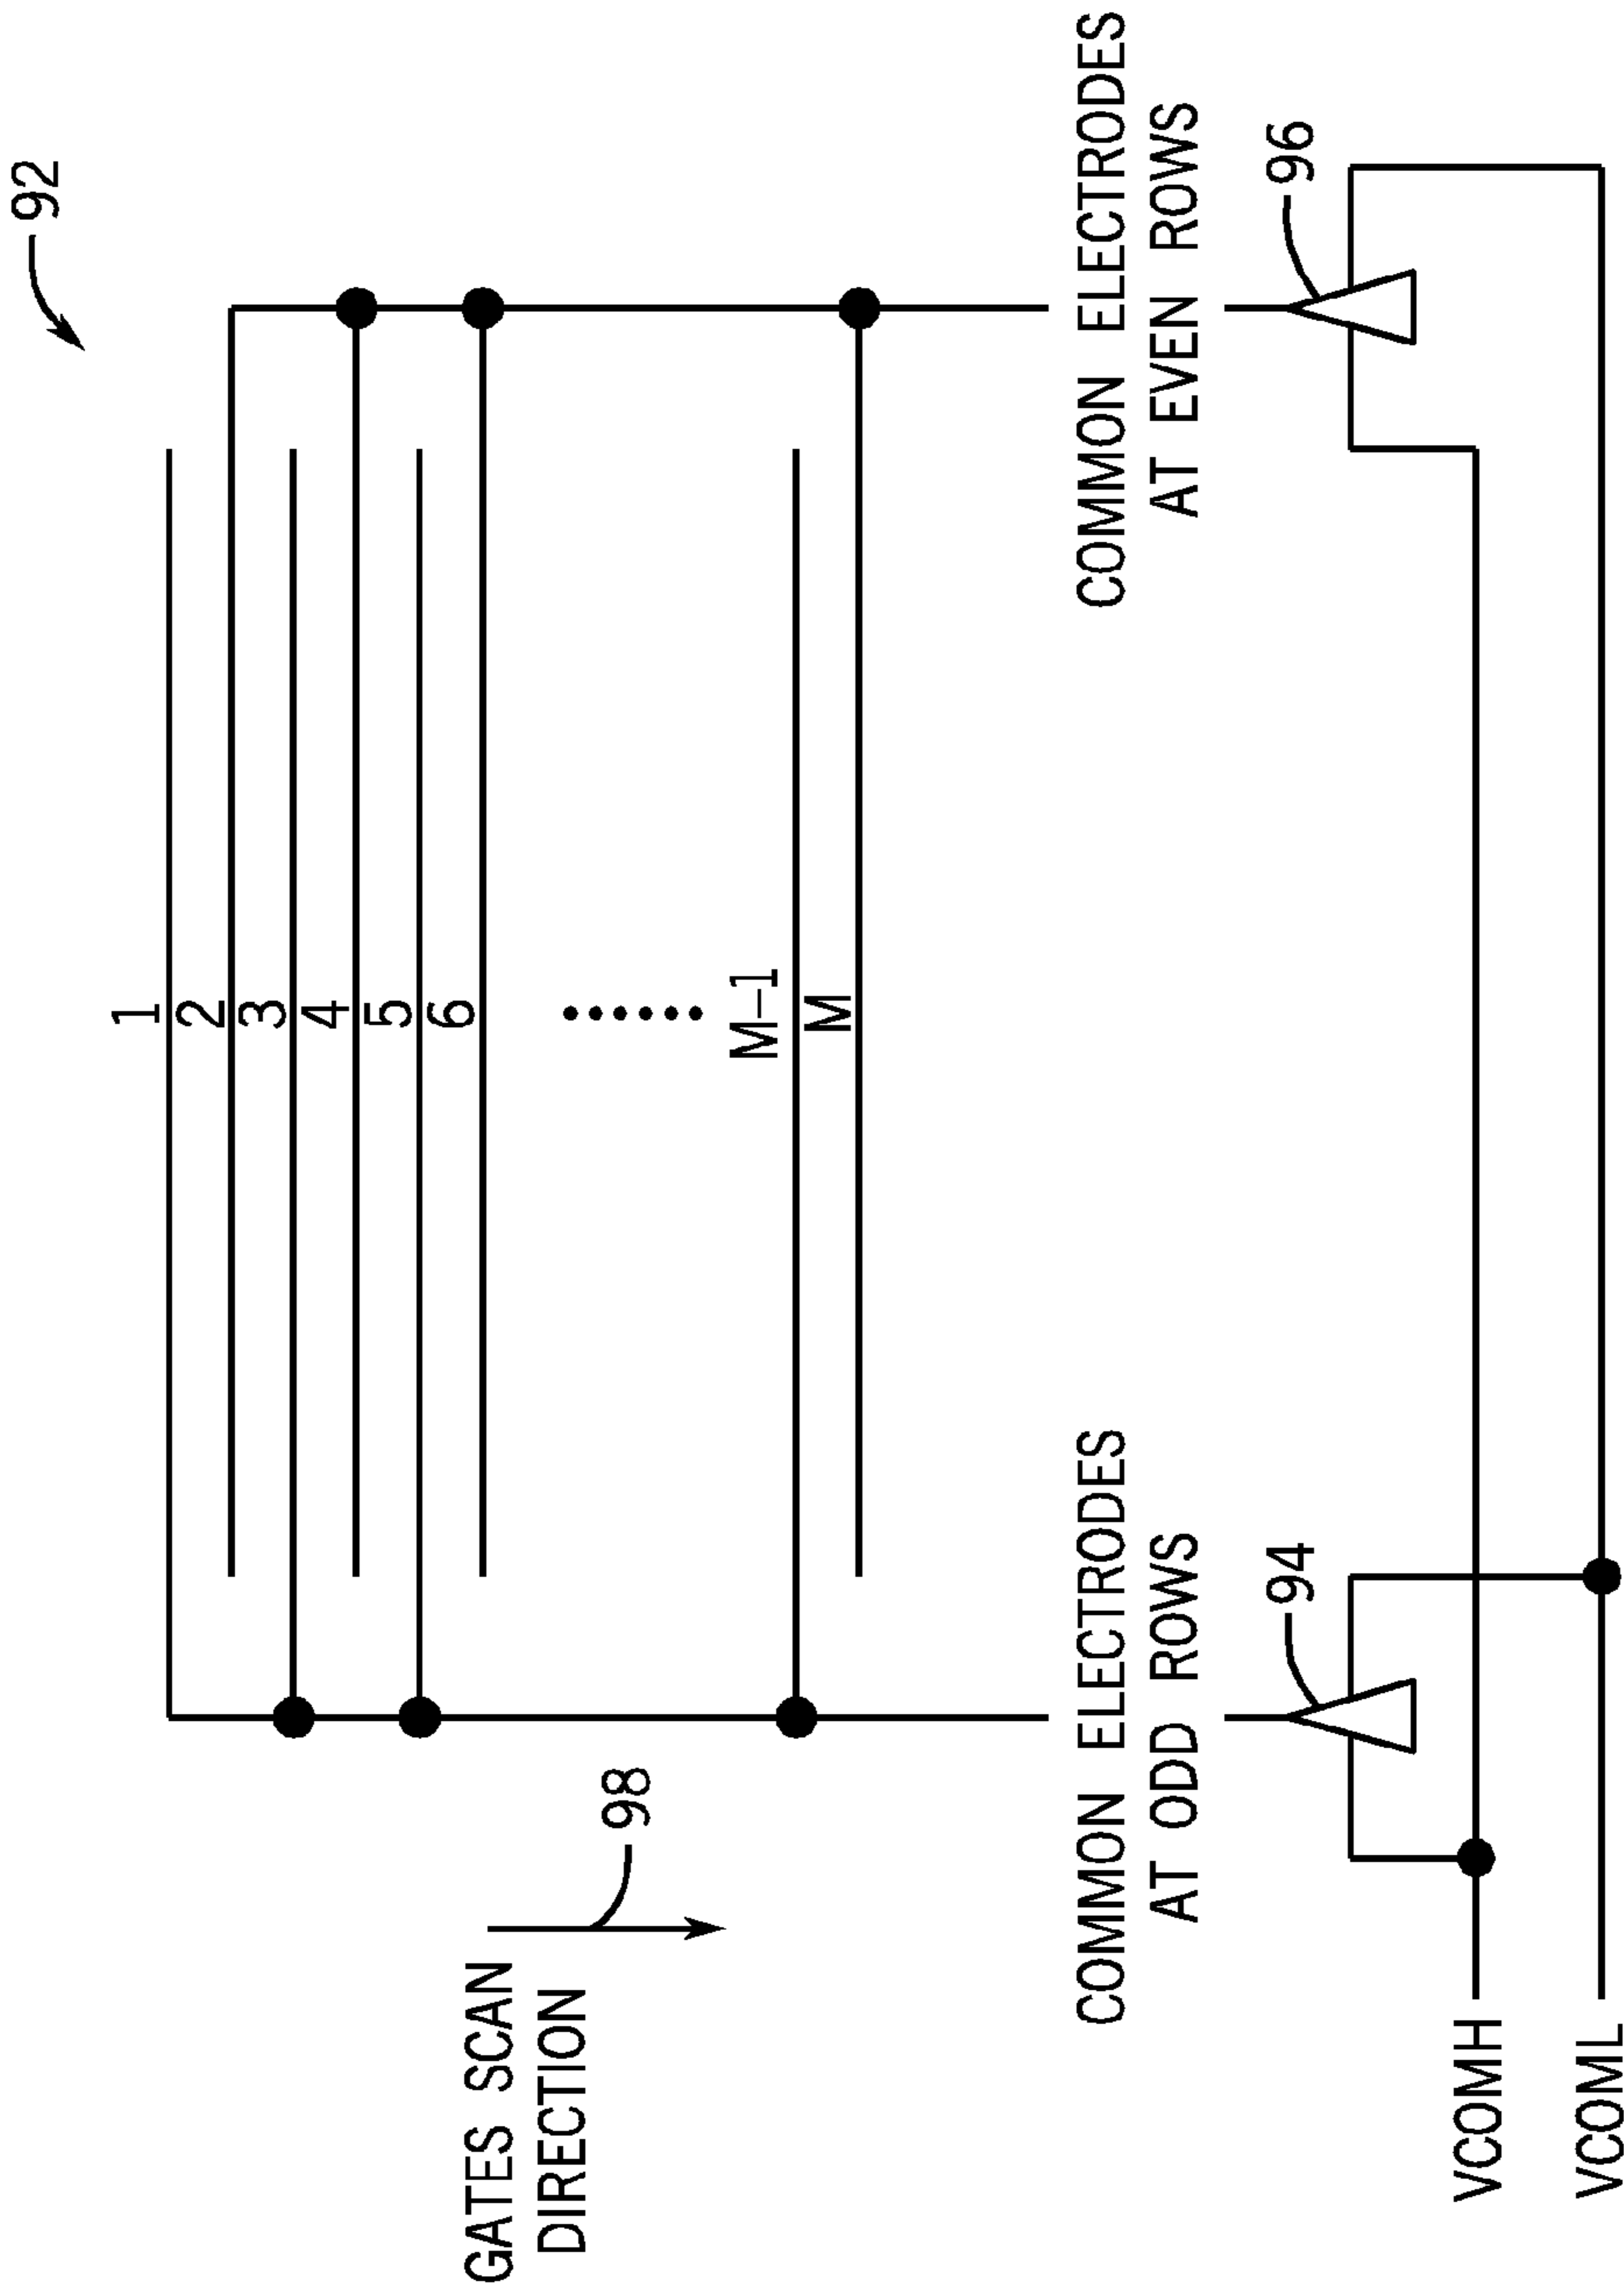 92
1
2
3
4
5
6
M–1
M
GATES SCAN
DIRECTION
98
COMMON ELECTRODES
AT ODD ROWS
COMMON ELECTRODES
AT EVEN ROWS
94
96
VCOMH
VCOML